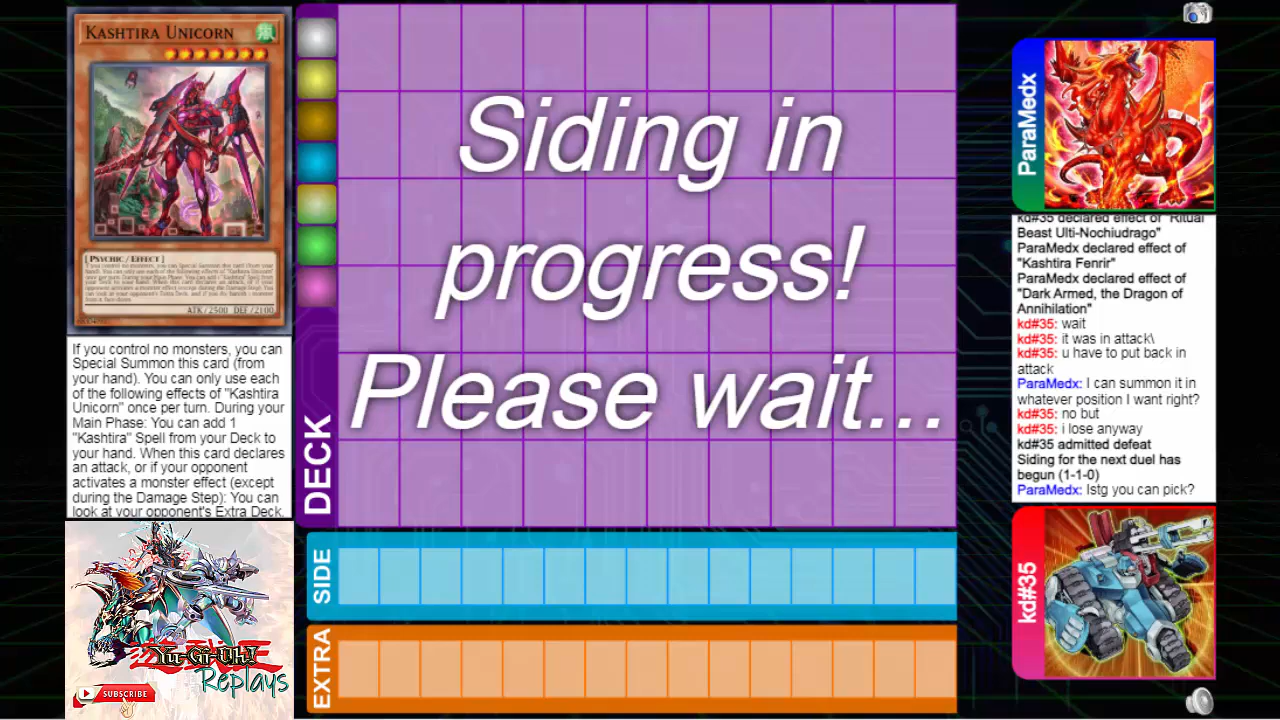 KASHTIRA UNICORN
[ PSYCHIC / EFFECT ]
ATK/2500 DEF/2100
If you control no monsters, you can
Special Summon this card (from
your hand). You can only use each
of the following effects of "Kashtira
Unicorn" once per turn. During your
Main Phase: You can add 1
"Kashtira" Spell from your Deck to
your hand. When this card declares
an attack, or if your opponent
activates a monster effect (except
during the Damage Step): You can
look at your opponent's Extra Deck,
Yu-Gi-Oh!
Replays
SUBSCRIBE
DECK
Siding in
progress!
Please wait...
SIDE
EXTRA
ParaMedx
kd#35 declared effect of "Ritual
Beast Ulti-Nochiudrago"
ParaMedx declared effect of
"Kashtira Fenrir"
ParaMedx declared effect of
"Dark Armed, the Dragon of
Annihilation"
kd#35: wait
kd#35: it was in attack\
kd#35: u have to put back in
attack
ParaMedx: I can summon it in
whatever position I want right?
kd#35: no but
kd#35: i lose anyway
kd#35 admitted defeat
Siding for the next duel has
begun (1-1-0)
ParaMedx: Istg you can pick?
kd#35